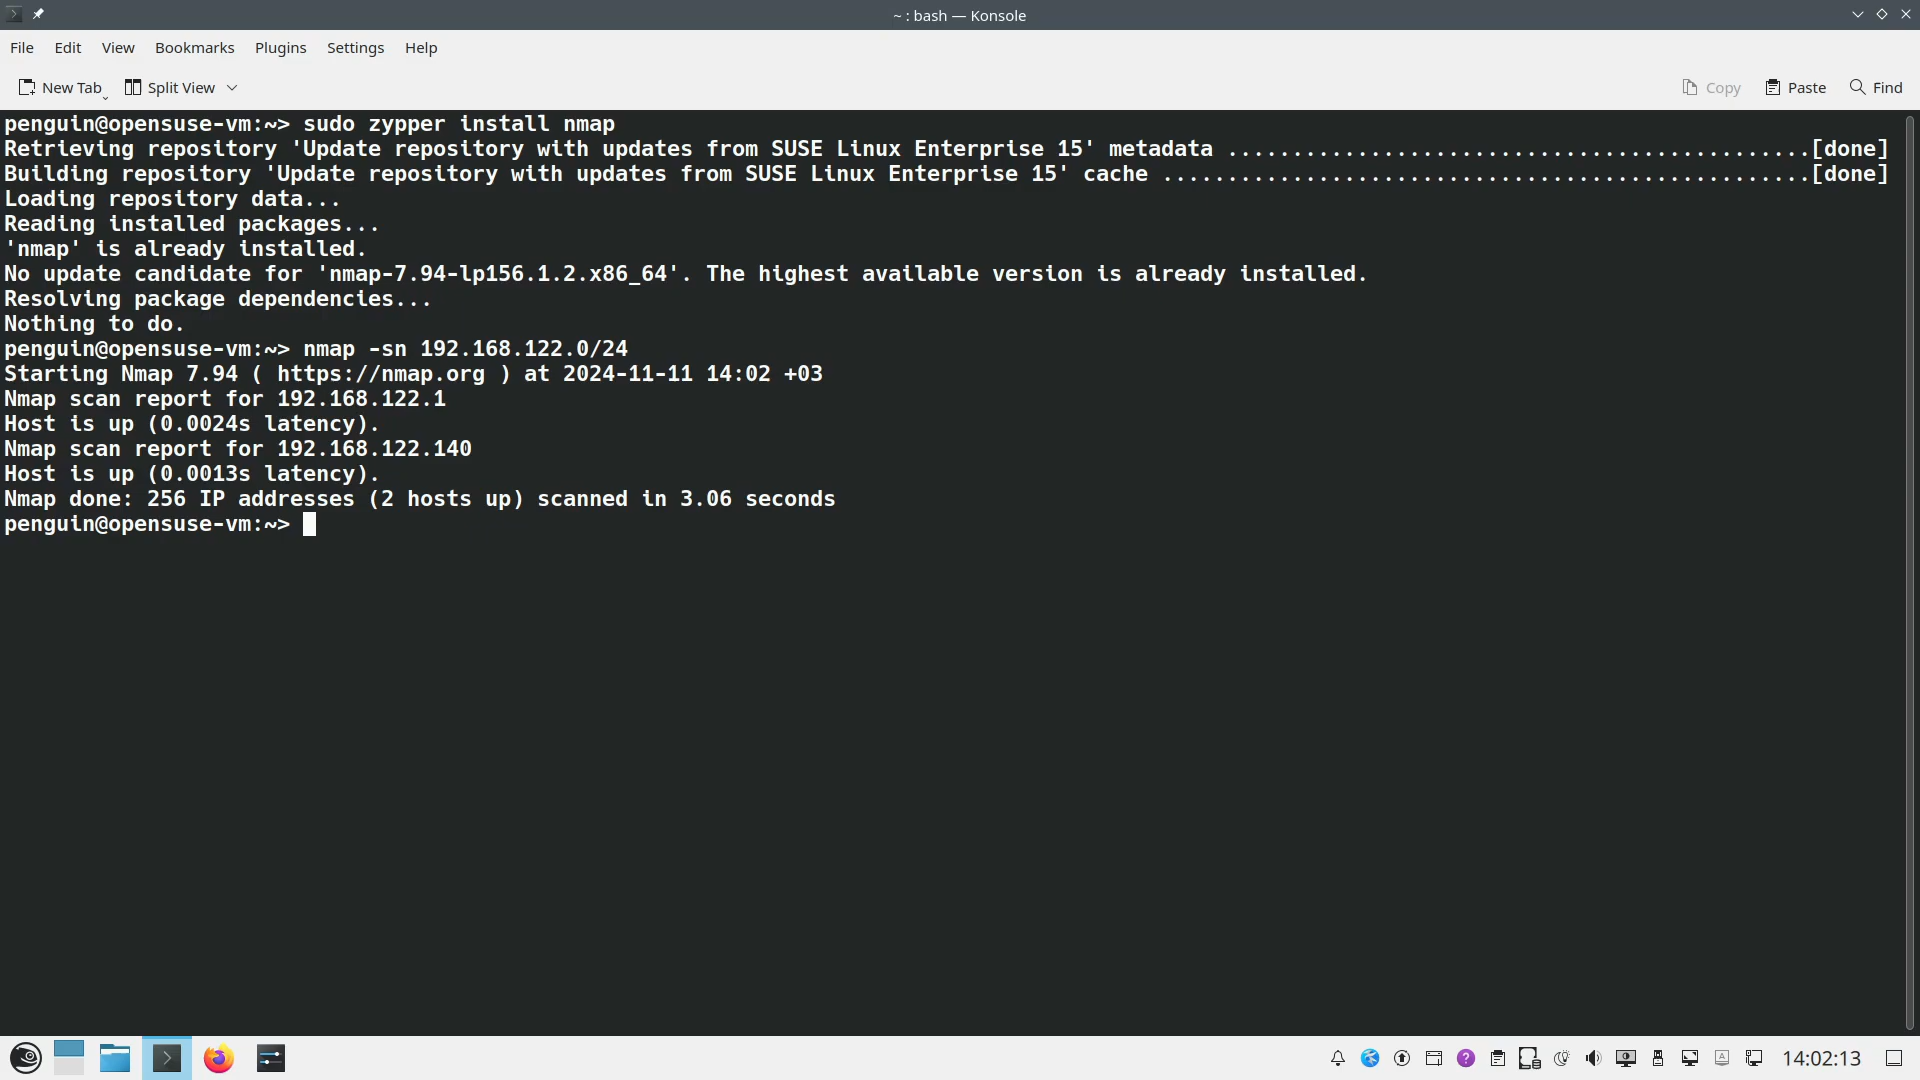 ~ : bash — Konsole
File Edit View Bookmarks Plugins Settings Help
New Tab Split View Copy Paste Find
penguin@opensuse-vm:~> sudo zypper install nmap
Retrieving repository 'Update repository with updates from SUSE Linux Enterprise 15' metadata .............................................[done]
Building repository 'Update repository with updates from SUSE Linux Enterprise 15' cache ..................................................[done]
Loading repository data...
Reading installed packages...
'nmap' is already installed.
No update candidate for 'nmap-7.94-lp156.1.2.x86_64'. The highest available version is already installed.
Resolving package dependencies...
Nothing to do.
penguin@opensuse-vm:~> nmap -sn 192.168.122.0/24
Starting Nmap 7.94 ( https://nmap.org ) at 2024-11-11 14:02 +03
Nmap scan report for 192.168.122.1
Host is up (0.0024s latency).
Nmap scan report for 192.168.122.140
Host is up (0.0013s latency).
Nmap done: 256 IP addresses (2 hosts up) scanned in 3.06 seconds
penguin@opensuse-vm:~>
14:02:13